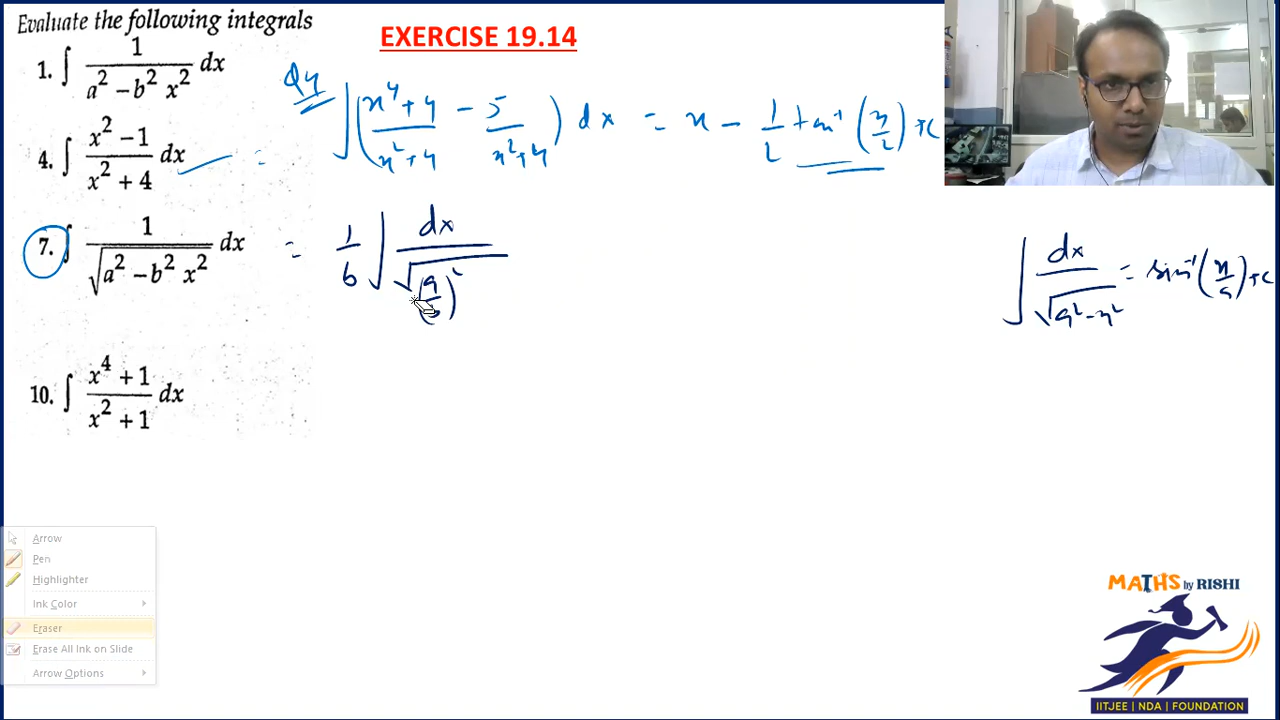 Evaluate the following integrals
EXERCISE 19.14
1. ∫ 1/(a² − b² x²) dx
Q4
4. ∫ (x² − 1)/(x² + 4) dx = ∫ ((x⁴ + 4)/(x² + 4) − 5/(x² + 4)) dx = x − 1/2 tan⁻¹ (x/2) + C
7. ∫ 1/√(a² − b² x²) dx = 1/b ∫ dx/√((a/b)²
∫ dx/√(a² − x²) = sin⁻¹ (x/a) + C
10. ∫ (x⁴ + 1)/(x² + 1) dx
Arrow
Pen
Highlighter
Ink Color
Eraser
Erase All Ink on Slide
Arrow Options
MATHS by RISHI
IITJEE | NDA | FOUNDATION